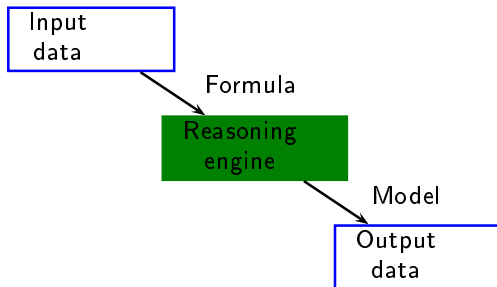 Input
data
Formula
Reasoning
engine
Model
Output
data